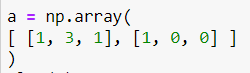 a = np.array(
[ [1, 3, 1], [1, 0, 0] ]
)